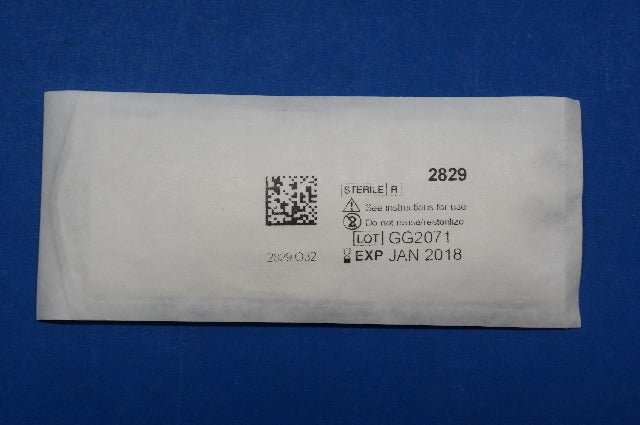 2829
STERILE R
See instructions for use
Do not reuse/resterilize
LOT GG2071
2829.O32 EXP JAN 2018